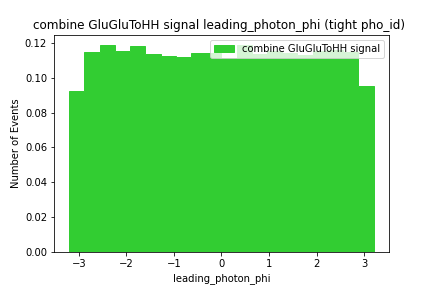 combine GluGluToHH signal leading_photon_phi (tight pho_id)
combine GluGluToHH signal
Number of Events
0.12
0.10
0.08
0.06
0.04
0.02
0.00
−3 −2 −1 0 1 2 3
leading_photon_phi